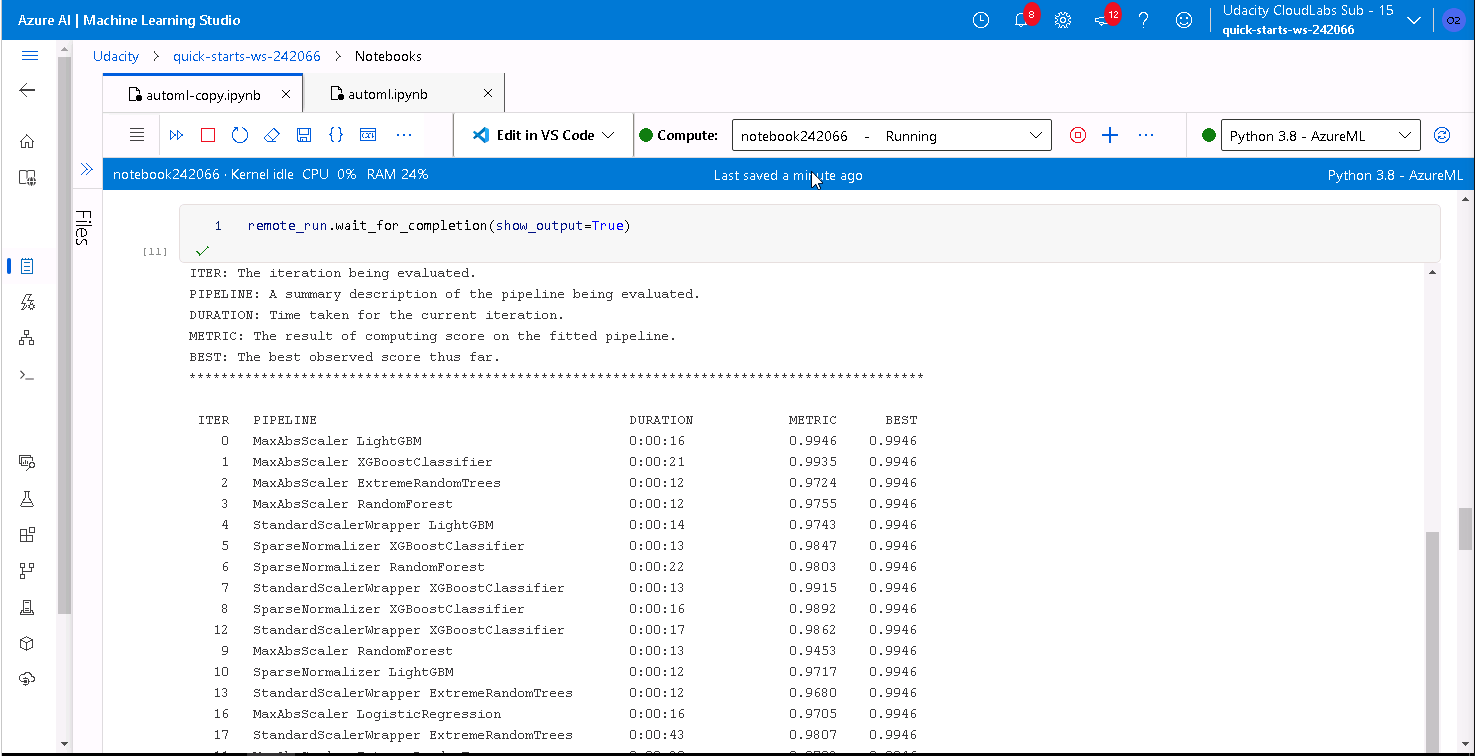 Azure AI | Machine Learning Studio
8
12
Udacity CloudLabs Sub - 15
quick-starts-ws-242066
O2
Udacity > quick-starts-ws-242066 > Notebooks
automl-copy.ipynb
automl.ipynb
Edit in VS Code
Compute:
notebook242066 - Running
Python 3.8 - AzureML
notebook242066 · Kernel idle CPU 0% RAM 24%
Last saved a minute ago
Python 3.8 - AzureML
Files
1 remote_run.wait_for_completion(show_output=True)
[11]
ITER: The iteration being evaluated.
PIPELINE: A summary description of the pipeline being evaluated.
DURATION: Time taken for the current iteration.
METRIC: The result of computing score on the fitted pipeline.
BEST: The best observed score thus far.
********************************************************************************************
ITER PIPELINE DURATION METRIC BEST
0 MaxAbsScaler LightGBM 0:00:16 0.9946 0.9946
1 MaxAbsScaler XGBoostClassifier 0:00:21 0.9935 0.9946
2 MaxAbsScaler ExtremeRandomTrees 0:00:12 0.9724 0.9946
3 MaxAbsScaler RandomForest 0:00:12 0.9755 0.9946
4 StandardScalerWrapper LightGBM 0:00:14 0.9743 0.9946
5 SparseNormalizer XGBoostClassifier 0:00:13 0.9847 0.9946
6 SparseNormalizer RandomForest 0:00:22 0.9803 0.9946
7 StandardScalerWrapper XGBoostClassifier 0:00:13 0.9915 0.9946
8 SparseNormalizer XGBoostClassifier 0:00:16 0.9892 0.9946
12 StandardScalerWrapper XGBoostClassifier 0:00:17 0.9862 0.9946
9 MaxAbsScaler RandomForest 0:00:13 0.9453 0.9946
10 SparseNormalizer LightGBM 0:00:12 0.9717 0.9946
13 StandardScalerWrapper ExtremeRandomTrees 0:00:12 0.9680 0.9946
16 MaxAbsScaler LogisticRegression 0:00:16 0.9705 0.9946
17 StandardScalerWrapper ExtremeRandomTrees 0:00:43 0.9807 0.9946